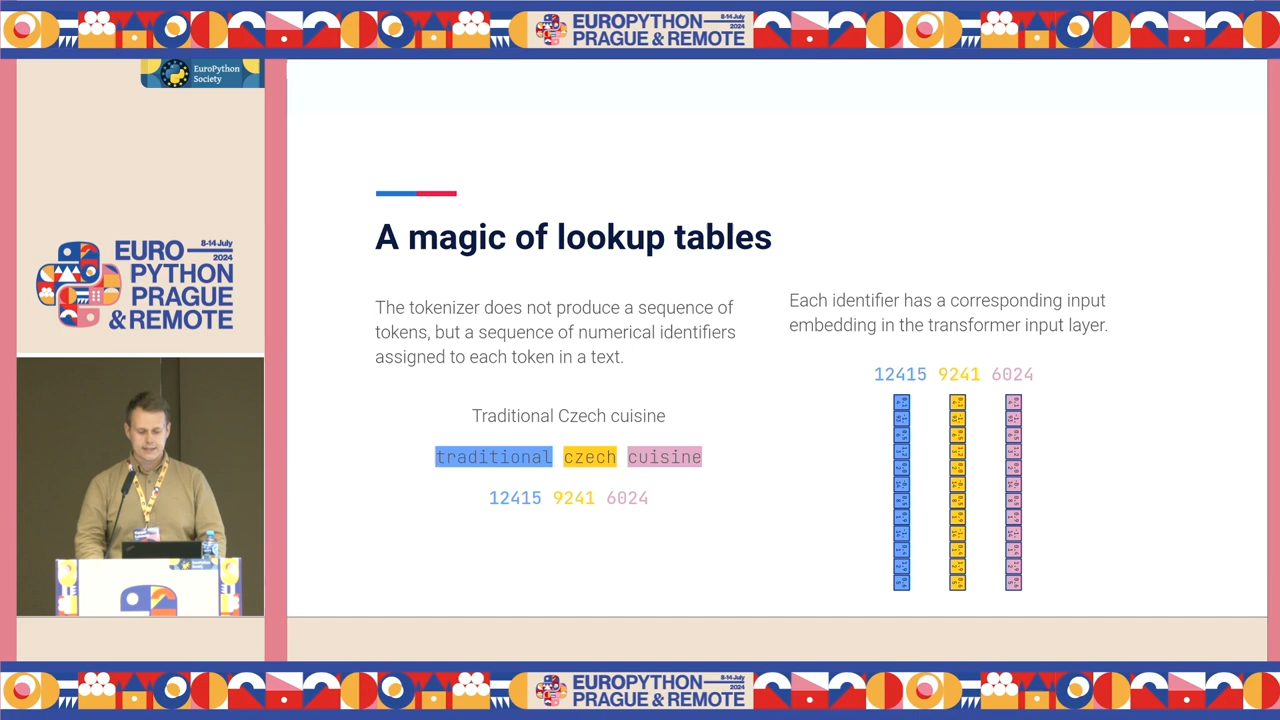 EUROPYTHON
8-14 July
2024
PRAGUE & REMOTE
EuroPython
Society
EURO
8-14 July
2024
PYTHON
PRAGUE
& REMOTE
A magic of lookup tables
The tokenizer does not produce a sequence of
tokens, but a sequence of numerical identifiers
assigned to each token in a text.
Traditional Czech cuisine
traditional czech cuisine
12415 9241 6024
Each identifier has a corresponding input
embedding in the transformer input layer.
12415 9241 6024
EUROPYTHON
8-14 July
2024
PRAGUE & REMOTE